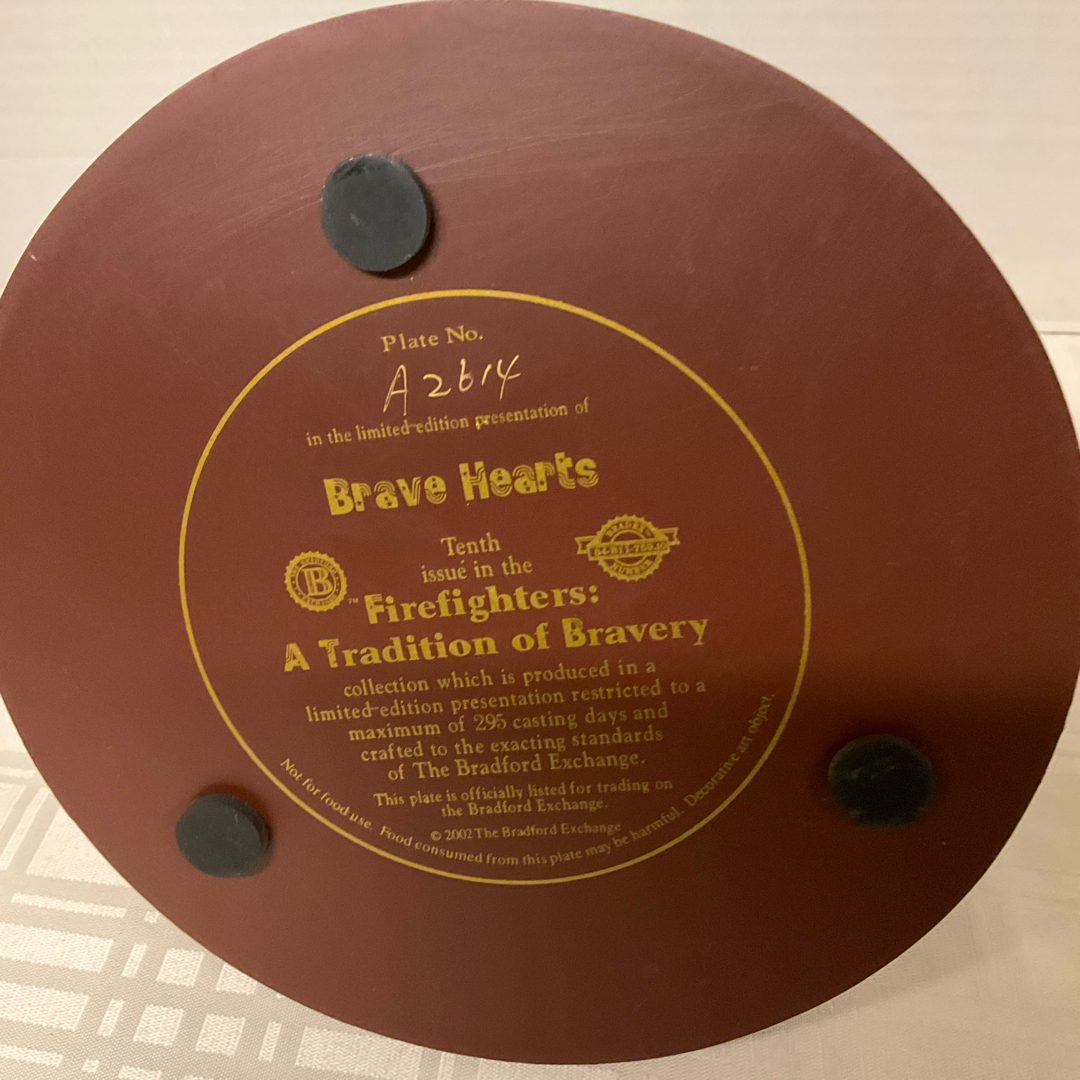 Plate No.
A2614
in the limited-edition presentation of
Brave Hearts
Tenth
issue in the
Firefighters:
A Tradition of Bravery
collection which is produced in a
limited-edition presentation restricted to a
maximum of 295 casting days and
crafted to the exacting standards
of The Bradford Exchange.
This plate is officially listed for trading on
the Bradford Exchange.
© 2002 The Bradford Exchange
Not for food use. Food consumed from this plate may be harmful. Decorative art object.
B
™
BRADEX
NUMBER